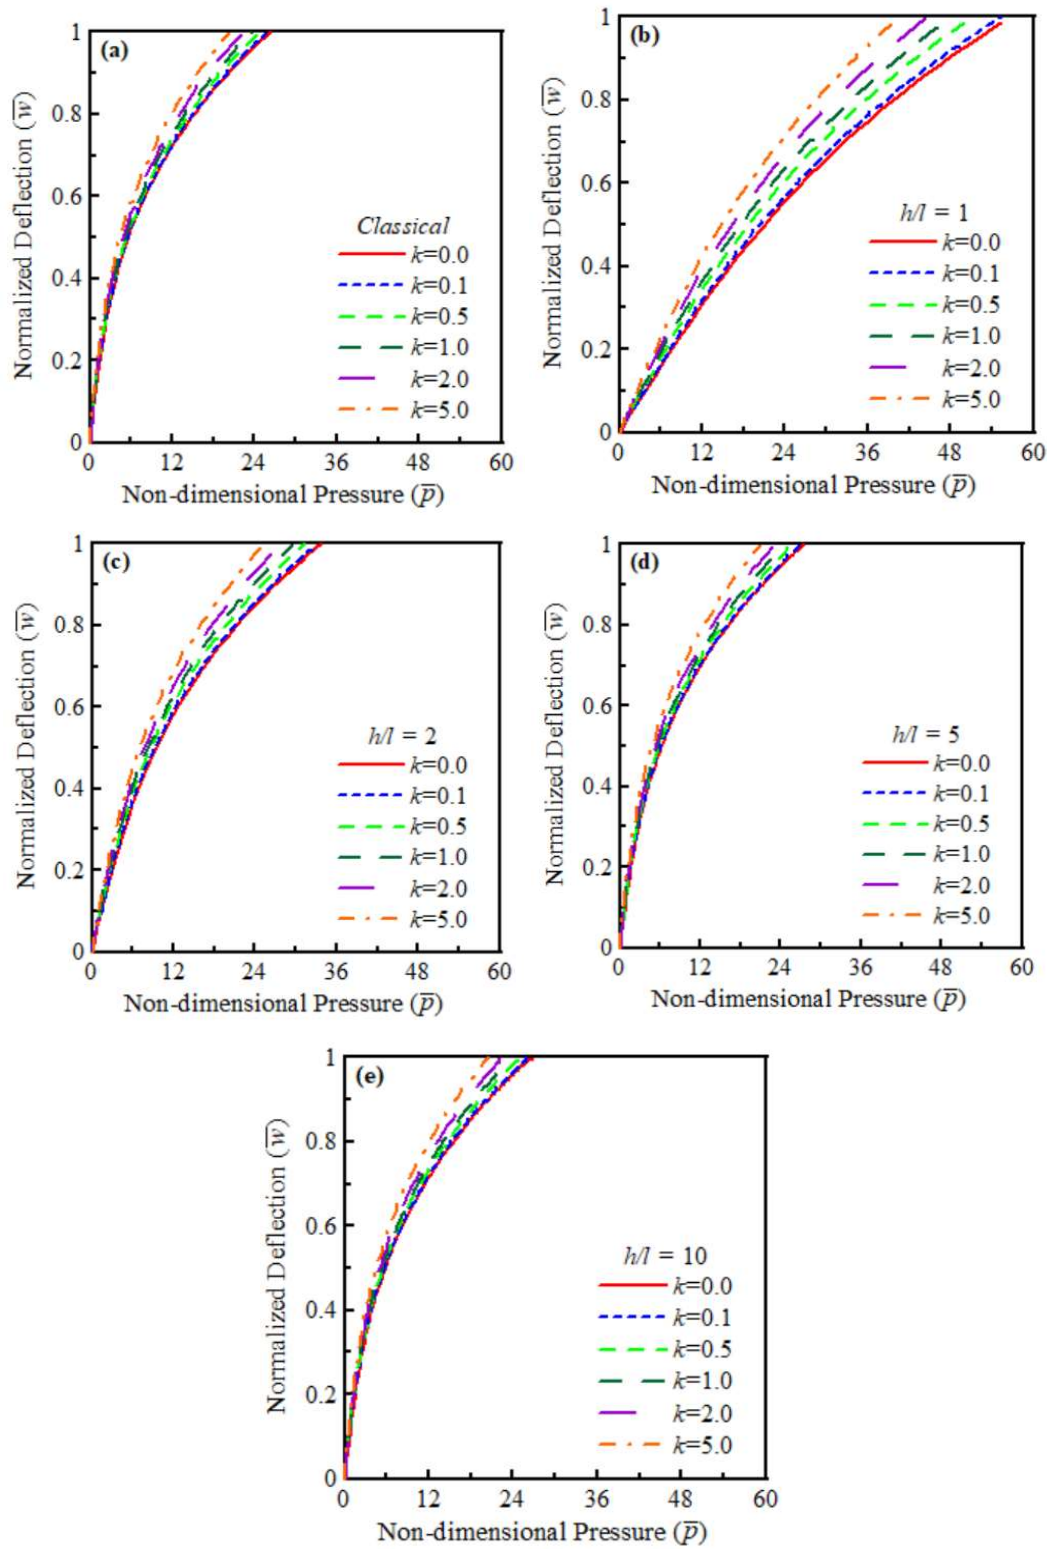 (a)
Normalized Deflection (w̅)
1
0.8
0.6
0.4
0.2
0
Classical
k=0.0
k=0.1
k=0.5
k=1.0
k=2.0
k=5.0
0 12 24 36 48 60
Non-dimensional Pressure (p̅)
(b)
Normalized Deflection (w̅)
1
0.8
0.6
0.4
0.2
0
h/l = 1
k=0.0
k=0.1
k=0.5
k=1.0
k=2.0
k=5.0
0 12 24 36 48 60
Non-dimensional Pressure (p̅)
(c)
Normalized Deflection (w̅)
1
0.8
0.6
0.4
0.2
0
h/l = 2
k=0.0
k=0.1
k=0.5
k=1.0
k=2.0
k=5.0
0 12 24 36 48 60
Non-dimensional Pressure (p̅)
(d)
Normalized Deflection (w̅)
1
0.8
0.6
0.4
0.2
0
h/l = 5
k=0.0
k=0.1
k=0.5
k=1.0
k=2.0
k=5.0
0 12 24 36 48 60
Non-dimensional Pressure (p̅)
(e)
Normalized Deflection (w̅)
1
0.8
0.6
0.4
0.2
0
h/l = 10
k=0.0
k=0.1
k=0.5
k=1.0
k=2.0
k=5.0
0 12 24 36 48 60
Non-dimensional Pressure (p̅)